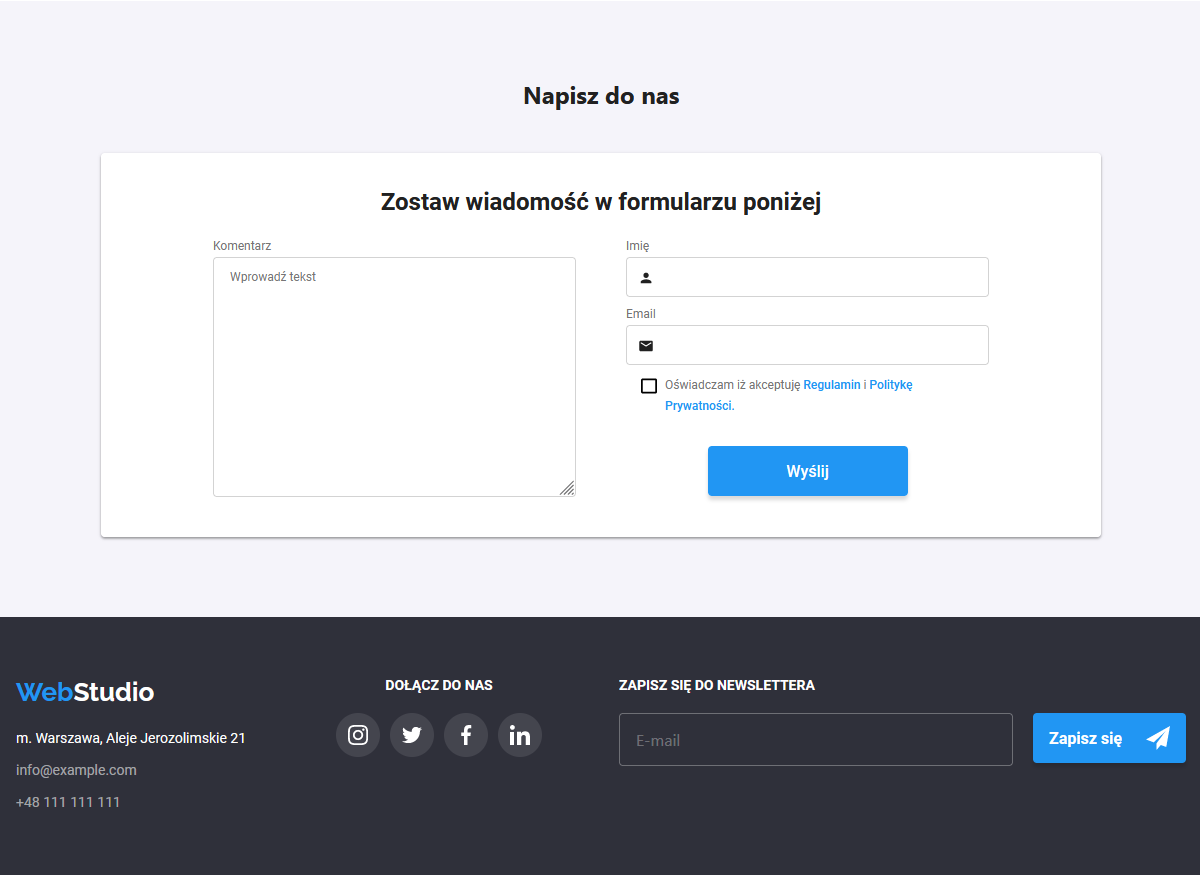 Napisz do nas
Zostaw wiadomość w formularzu poniżej
Komentarz
Wprowadź tekst
Imię
Email
Oświadczam iż akceptuję Regulamin i Politykę
Prywatności.
Wyślij
WebStudio
m. Warszawa, Aleje Jerozolimskie 21
info@example.com
+48 111 111 111
DOŁĄCZ DO NAS
ZAPISZ SIĘ DO NEWSLETTERA
E-mail
Zapisz się